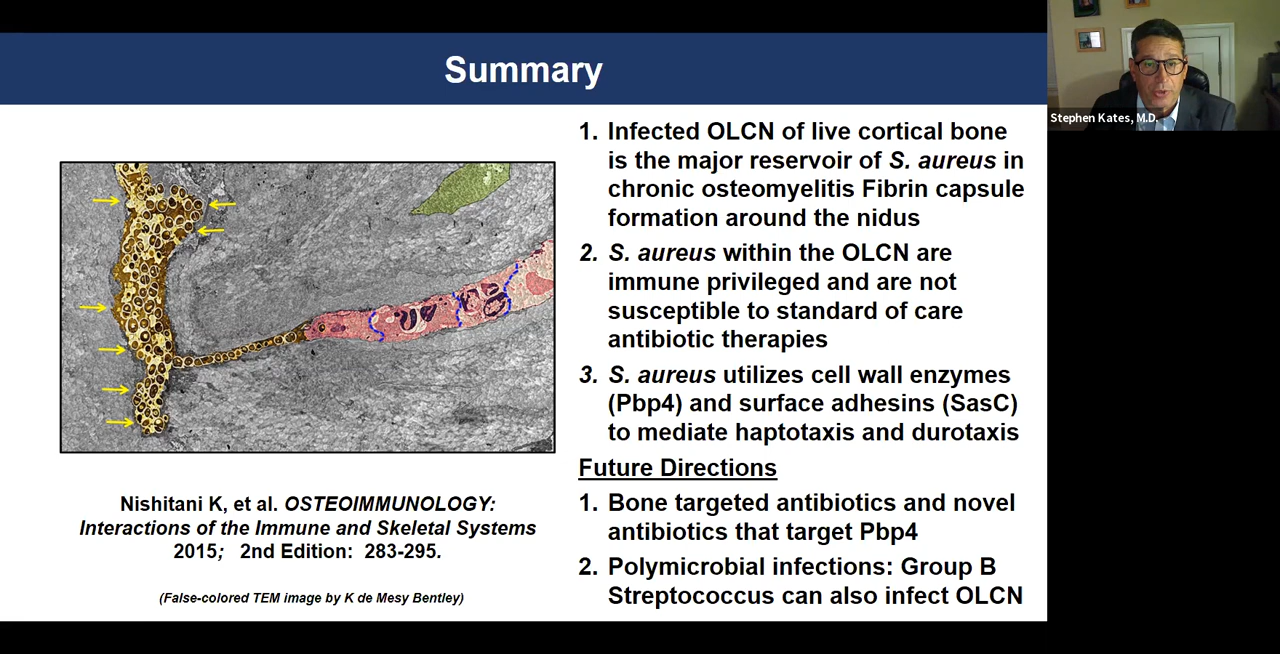 Summary
1. Infected OLCN of live cortical bone
is the major reservoir of S. aureus in
chronic osteomyelitis Fibrin capsule
formation around the nidus
2. S. aureus within the OLCN are
immune privileged and are not
susceptible to standard of care
antibiotic therapies
3. S. aureus utilizes cell wall enzymes
(Pbp4) and surface adhesins (SasC)
to mediate haptotaxis and durotaxis
Future Directions
1. Bone targeted antibiotics and novel
antibiotics that target Pbp4
2. Polymicrobial infections: Group B
Streptococcus can also infect OLCN
Nishitani K, et al. OSTEOIMMUNOLOGY:
Interactions of the Immune and Skeletal Systems
2015; 2nd Edition: 283-295.
(False-colored TEM image by K de Mesy Bentley)
Stephen Kates, M.D.